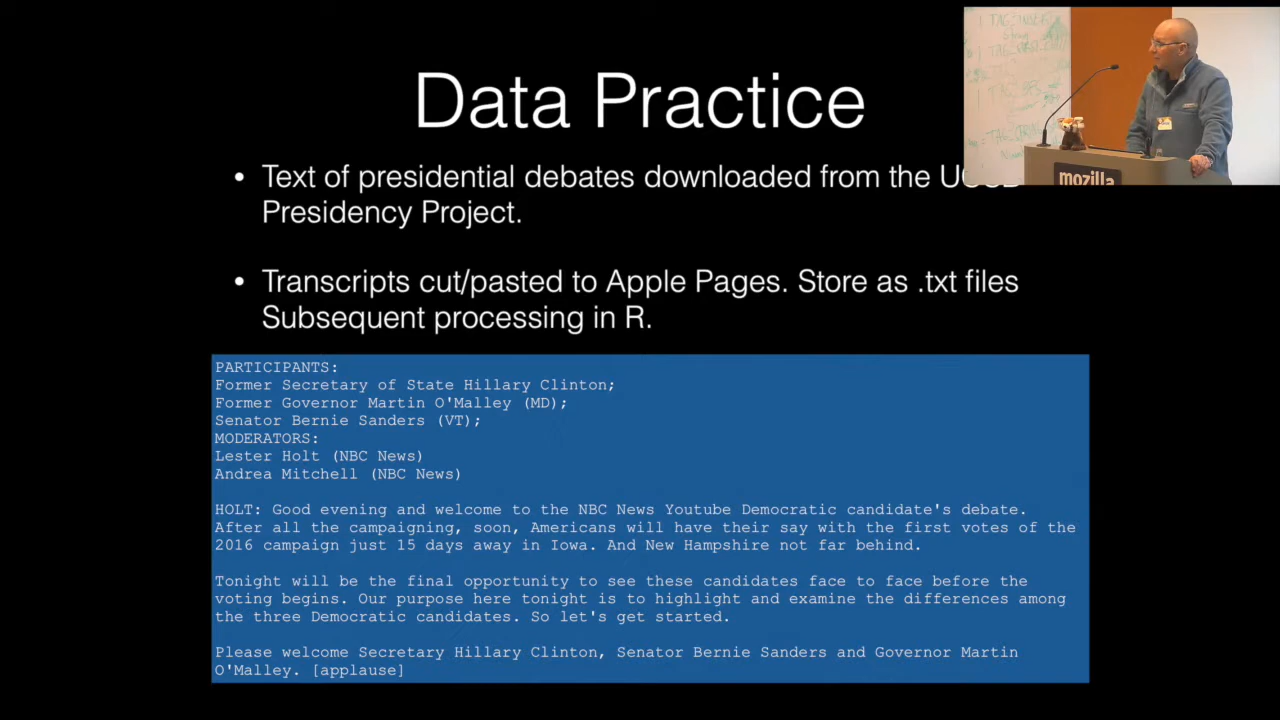 Data Practice
• Text of presidential debates downloaded from the
Presidency Project.
• Transcripts cut/pasted to Apple Pages. Store as .txt files
Subsequent processing in R.
PARTICIPANTS:
Former Secretary of State Hillary Clinton;
Former Governor Martin O'Malley (MD);
Senator Bernie Sanders (VT);
MODERATORS:
Lester Holt (NBC News)
Andrea Mitchell (NBC News)
HOLT: Good evening and welcome to the NBC News Youtube Democratic candidate's debate.
After all the campaigning, soon, Americans will have their say with the first votes of the
2016 campaign just 15 days away in Iowa. And New Hampshire not far behind.
Tonight will be the final opportunity to see these candidates face to face before the
voting begins. Our purpose here tonight is to highlight and examine the differences among
the three Democratic candidates. So let's get started.
Please welcome Secretary Hillary Clinton, Senator Bernie Sanders and Governor Martin
O'Malley. [applause]
mozilla